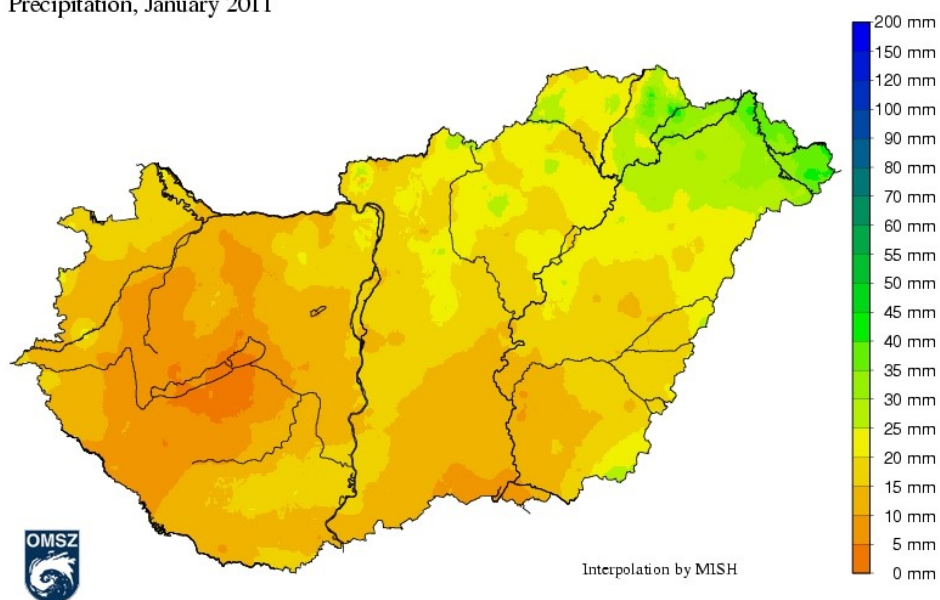 Precipitation, January 2011
200 mm
150 mm
120 mm
100 mm
90 mm
80 mm
70 mm
60 mm
55 mm
50 mm
45 mm
40 mm
35 mm
30 mm
25 mm
20 mm
15 mm
10 mm
5 mm
0 mm
OMSZ
Interpolation by MISH